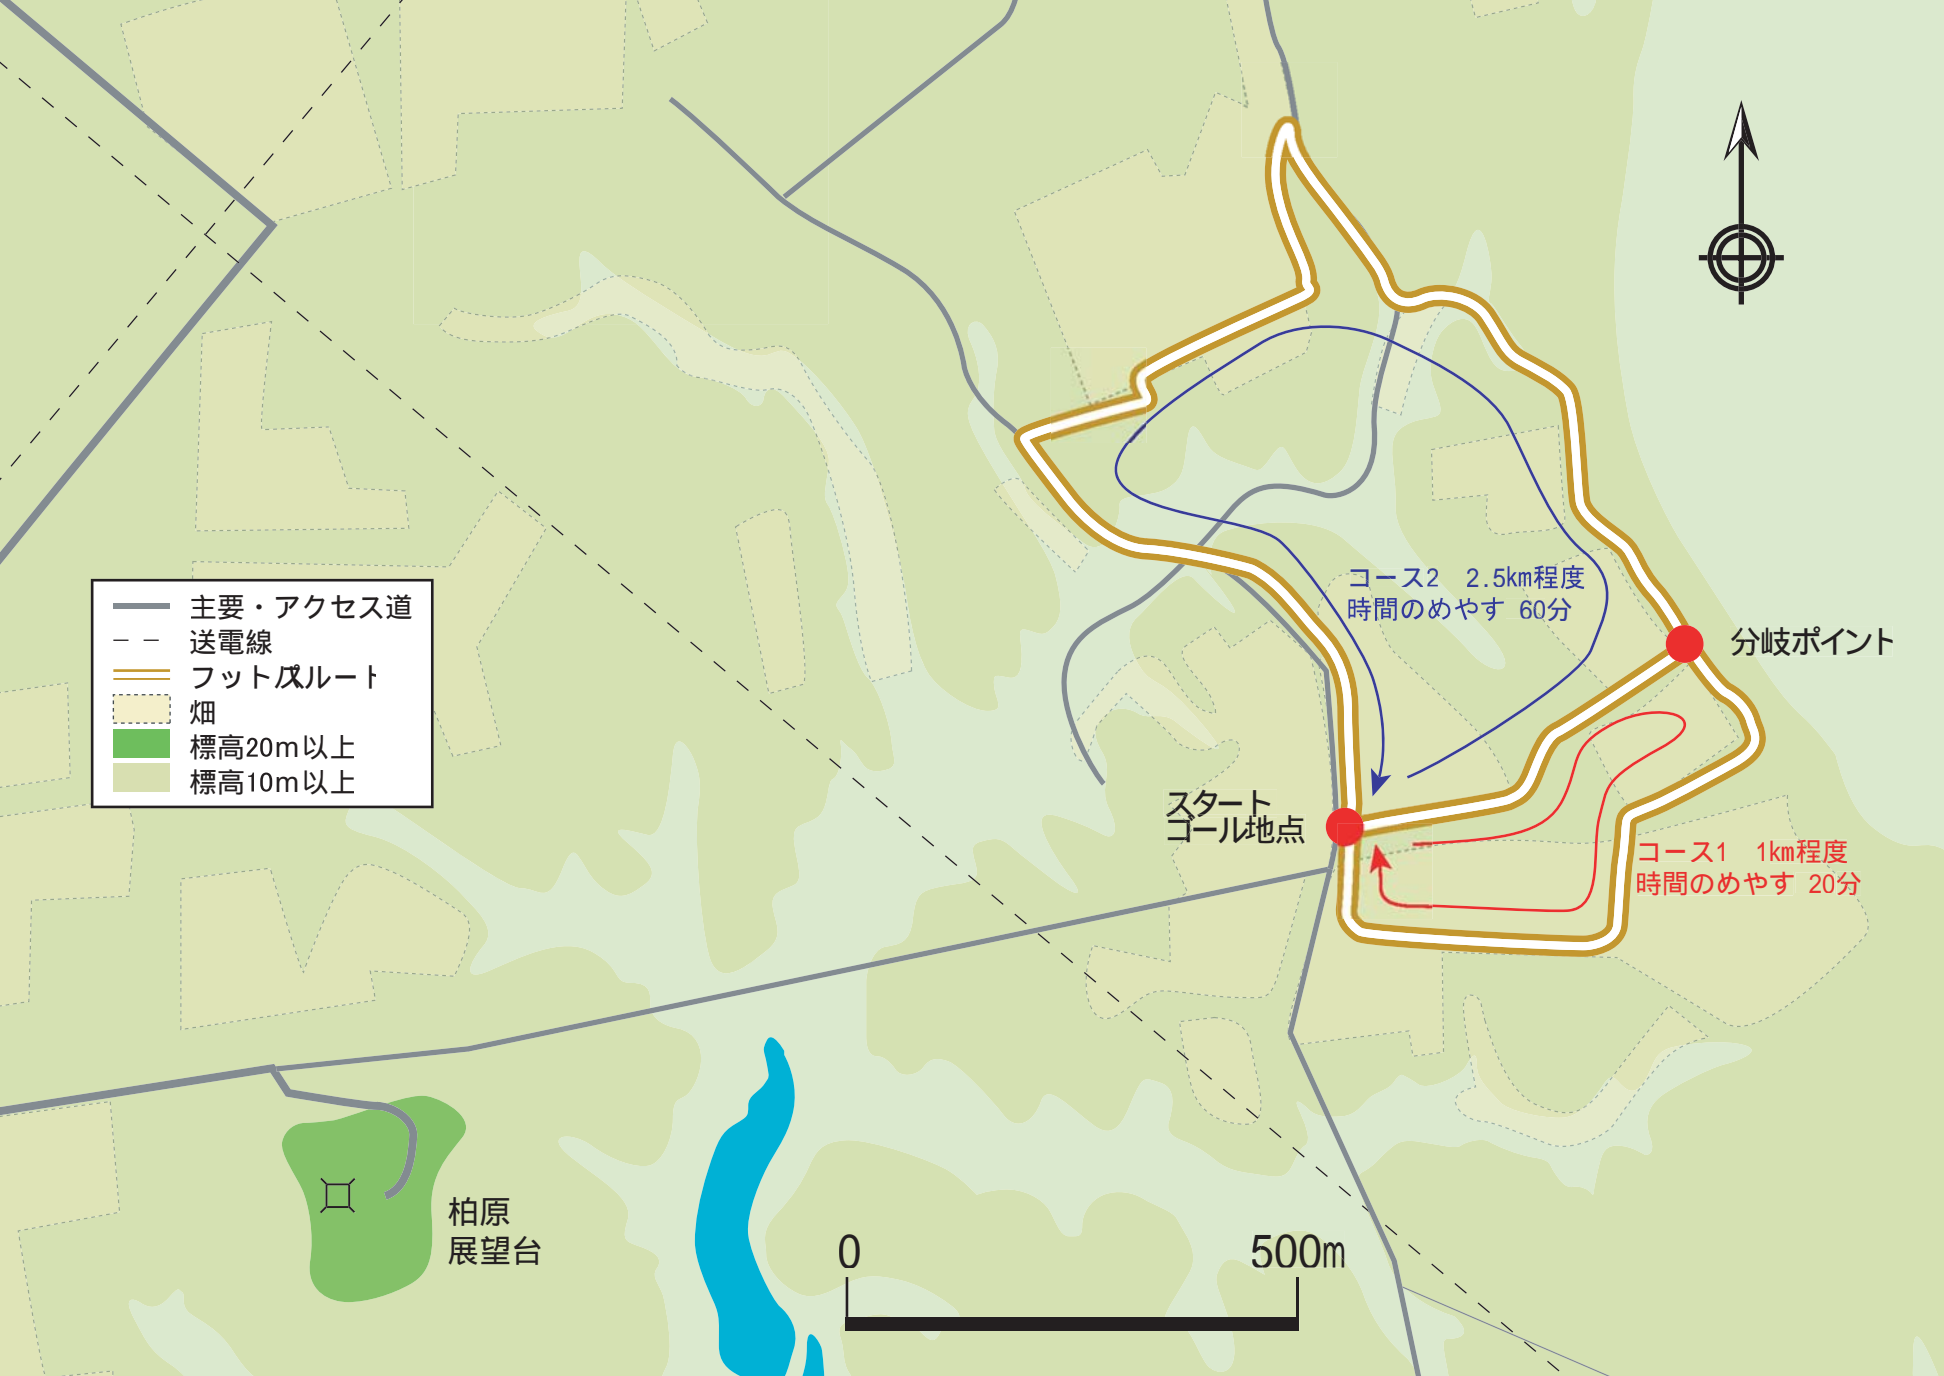 主要・アクセス道
送電線
フットパルート
畑
標高20m以上
標高10m以上
コース2　2.5km程度
時間のめやす 60分
分岐ポイント
スタート
ゴール地点
コース1　1km程度
時間のめやす 20分
柏原
展望台
0　500m